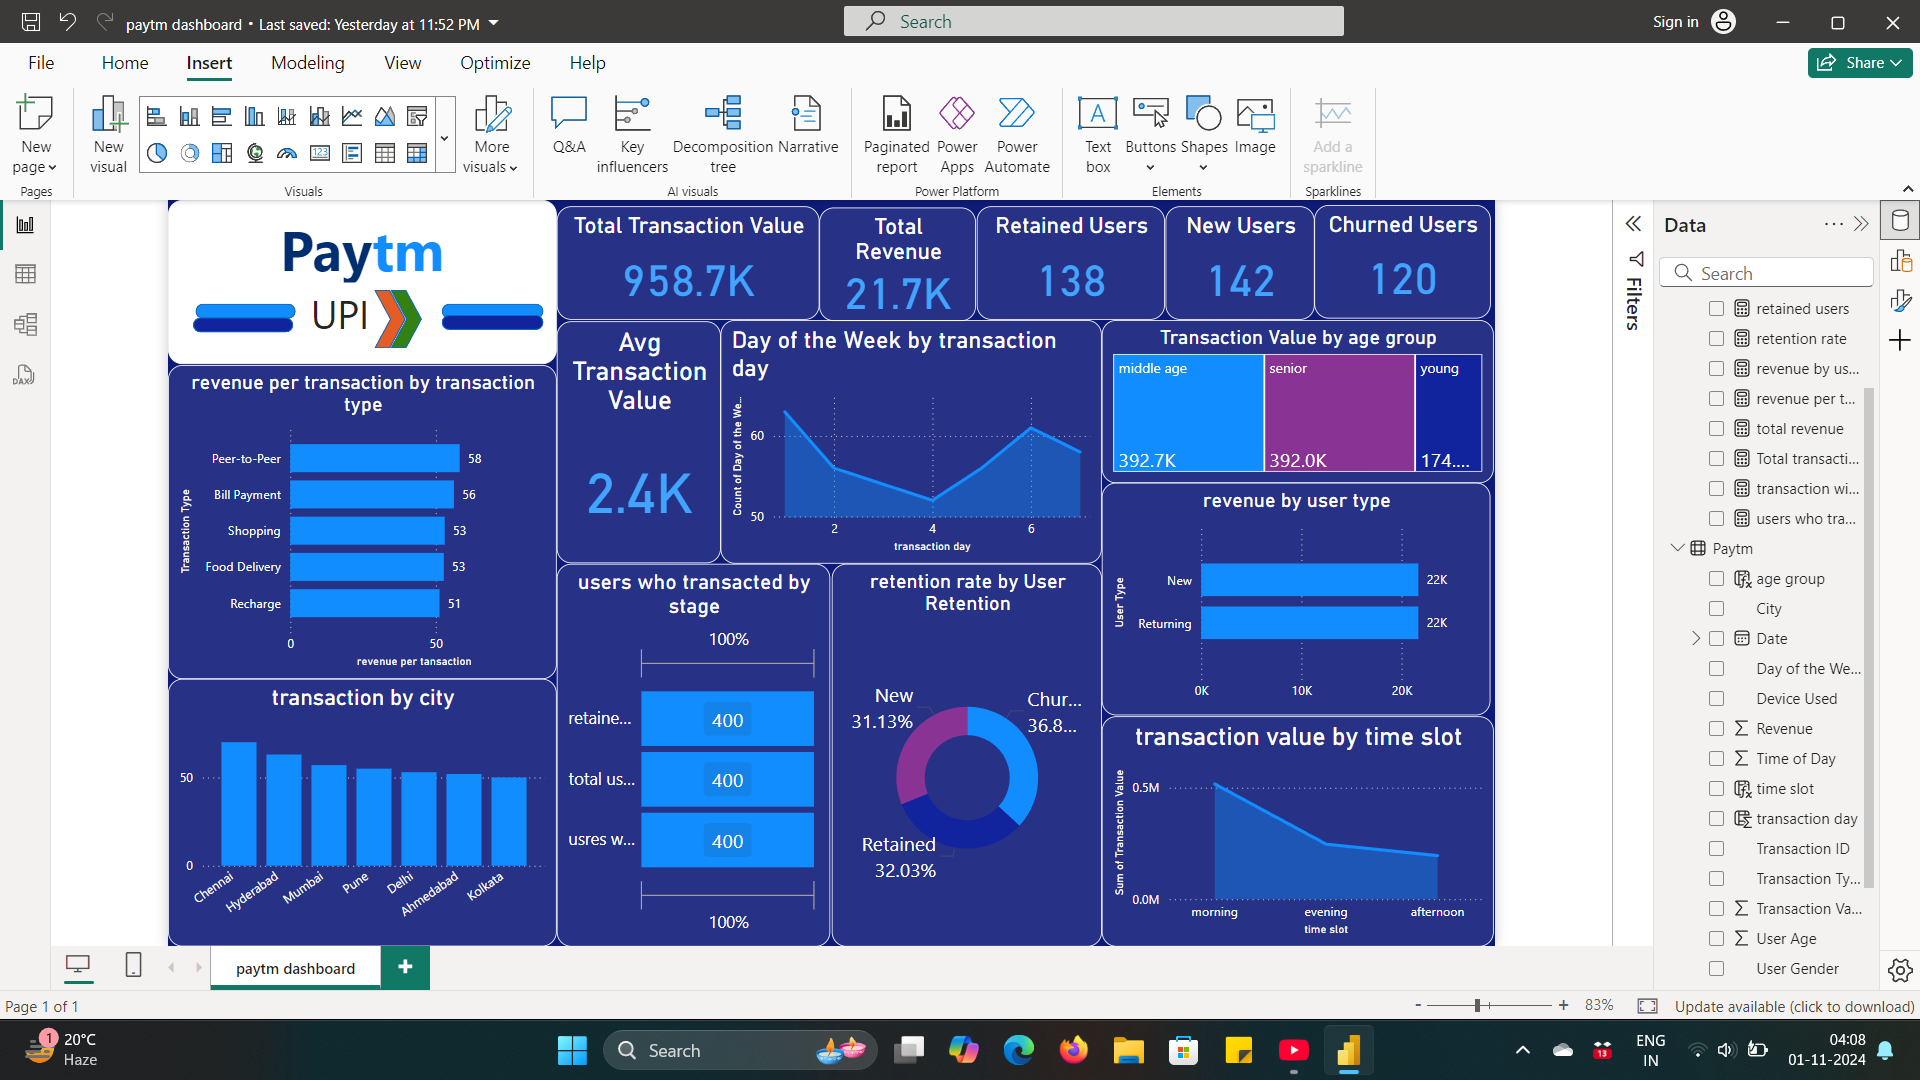 paytm dashboard • Last saved: Yesterday at 11:52 PM
Search
Sign in
File
Home
Insert
Modeling
View
Optimize
Help
Share
New page
New visual
More visuals
Q&A
Key influencers
Decomposition tree
Narrative
Paginated report
Power Apps
Power Automate
Text box
Buttons
Shapes
Image
Add a sparkline
Pages
Visuals
AI visuals
Power Platform
Elements
Sparklines
Paytm
UPI
Total Transaction Value
958.7K
Total
Revenue
21.7K
Retained Users
138
New Users
142
Churned Users
120
revenue per transaction by transaction
type
Transaction Type
Peer-to-Peer
58
Bill Payment
56
Shopping
53
Food Delivery
53
Recharge
51
0
50
revenue per tansaction
Avg
Transaction
Value
2.4K
Day of the Week by transaction
day
Count of Day of the We...
60
50
2
4
6
transaction day
Transaction Value by age group
middle age
392.7K
senior
392.0K
young
174....
revenue by user type
User Type
New
22K
Returning
22K
0K
10K
20K
transaction by city
50
0
Chennai
Hyderabad
Mumbai
Pune
Delhi
Ahmedabad
Kolkata
users who transacted by
stage
100%
retaine...
400
total us...
400
usres w...
400
100%
retention rate by User
Retention
New
31.13%
Chur...
36.8...
Retained
32.03%
transaction value by time slot
Sum of Transaction Value
0.5M
0.0M
morning
evening
afternoon
time slot
Filters
Data
Search
retained users
retention rate
revenue by us...
revenue per t...
total revenue
Total transacti...
transaction wi...
users who tra...
Paytm
age group
City
Date
Day of the We...
Device Used
Revenue
Time of Day
time slot
transaction day
Transaction ID
Transaction Ty...
Transaction Va...
User Age
User Gender
DAX
paytm dashboard
Page 1 of 1
- + 83%
Update available (click to download)
1
20°C
Haze
Search
13
ENG
IN
04:08
01-11-2024